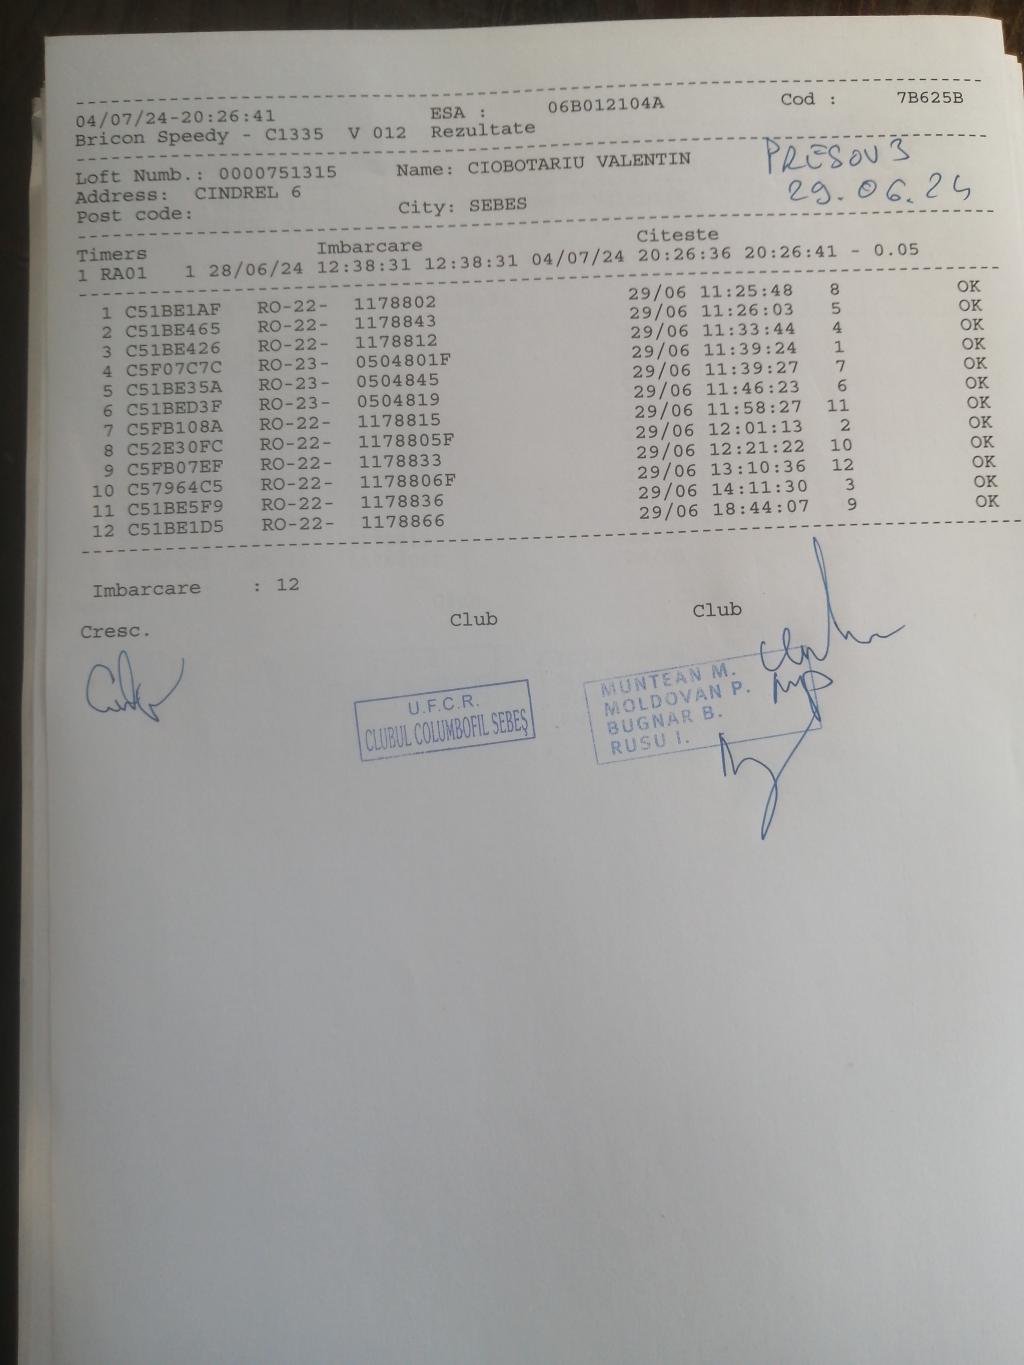 04/07/24-20:26:41 ESA : 06B012104A Cod : 7B625B
Bricon Speedy - C1335 V 012 Rezultate
Loft Numb.: 0000751315 Name: CIOBOTARIU VALENTIN PRESOV 3
Address: CINDREL 6 29.06.24
Post code: City: SEBES
Timers Imbarcare Citeste
1 RA01 1 28/06/24 12:38:31 12:38:31 04/07/24 20:26:36 20:26:41 - 0.05
1 C51BE1AF RO-22- 1178802 29/06 11:25:48 8 OK
2 C51BE465 RO-22- 1178843 29/06 11:26:03 5 OK
3 C51BE426 RO-22- 1178812 29/06 11:33:44 4 OK
4 C5F07C7C RO-23- 0504801F 29/06 11:39:24 1 OK
5 C51BE35A RO-23- 0504845 29/06 11:39:27 7 OK
6 C51BED3F RO-23- 0504819 29/06 11:46:23 6 OK
7 C5FB108A RO-22- 1178815 29/06 11:58:27 11 OK
8 C52E30FC RO-22- 1178805F 29/06 12:01:13 2 OK
9 C5FB07EF RO-22- 1178833 29/06 12:21:22 10 OK
10 C57964C5 RO-22- 1178806F 29/06 13:10:36 12 OK
11 C51BE5F9 RO-22- 1178836 29/06 14:11:30 3 OK
12 C51BE1D5 RO-22- 1178866 29/06 18:44:07 9 OK
Imbarcare : 12
Cresc. Club Club
U.F.C.R.
CLUBUL COLUMBOFIL SEBEȘ
MUNTEAN M.
MOLDOVAN P.
BUGNAR B.
RUSU I.